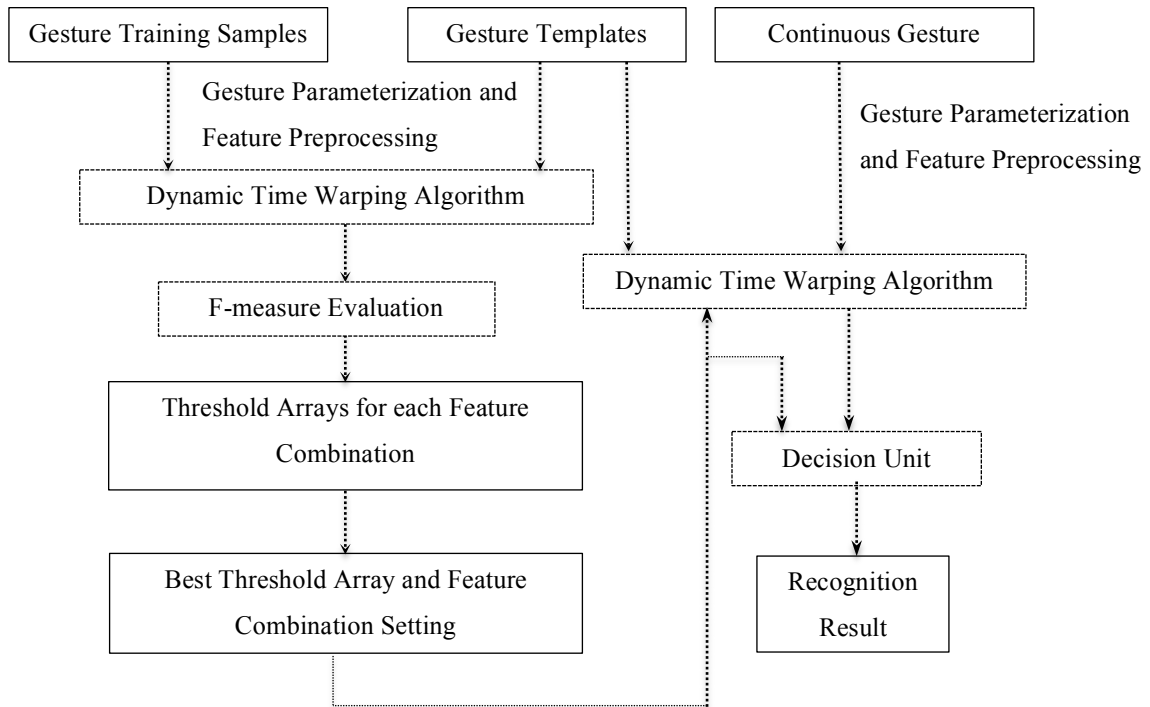 Gesture Training Samples
Gesture Templates
Continuous Gesture
Gesture Parameterization and
Feature Preprocessing
Gesture Parameterization
and Feature Preprocessing
Dynamic Time Warping Algorithm
Dynamic Time Warping Algorithm
F-measure Evaluation
Threshold Arrays for each Feature
Combination
Decision Unit
Best Threshold Array and Feature
Combination Setting
Recognition
Result